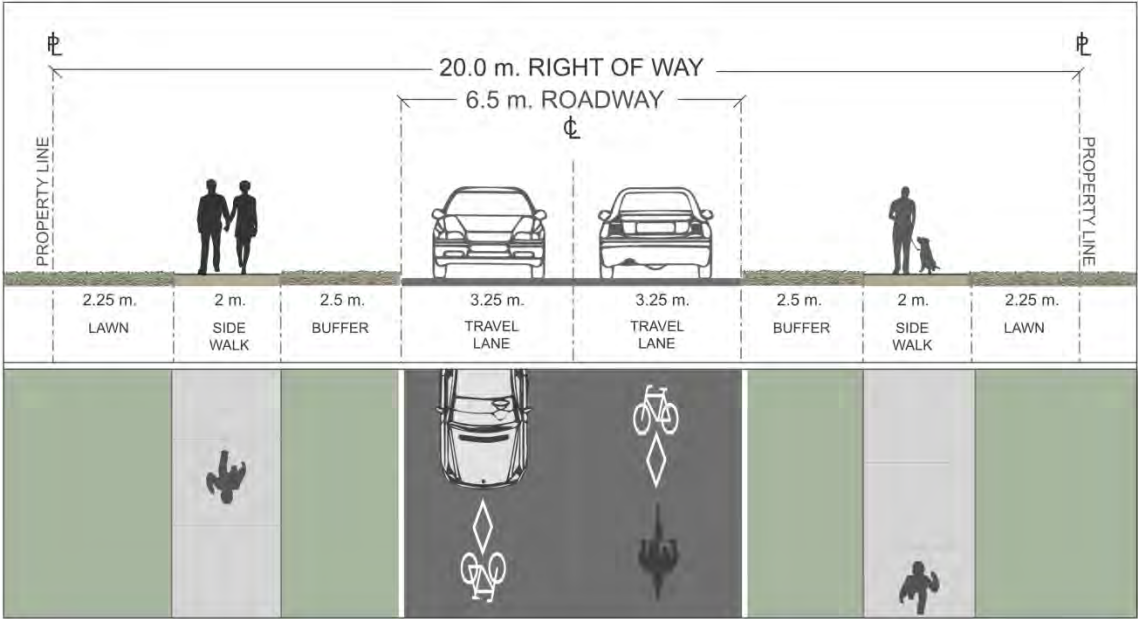 ℄
20.0 m. RIGHT OF WAY
6.5 m. ROADWAY
PROPERTY LINE
PROPERTY LINE
2.25 m. 2 m. 2.5 m. 3.25 m. 3.25 m. 2.5 m. 2 m. 2.25 m.
LAWN SIDE BUFFER TRAVEL TRAVEL BUFFER SIDE LAWN
WALK LANE LANE WALK